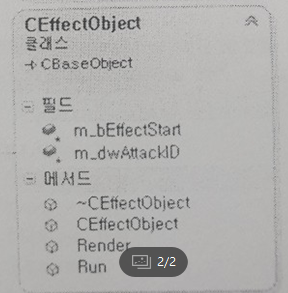 CEffectObject
클래스
CBaseObject
필드
m_bEffectStart
m_dwAttackID
메서드
~CEffectObject
CEffectObject
Render
Run
2/2